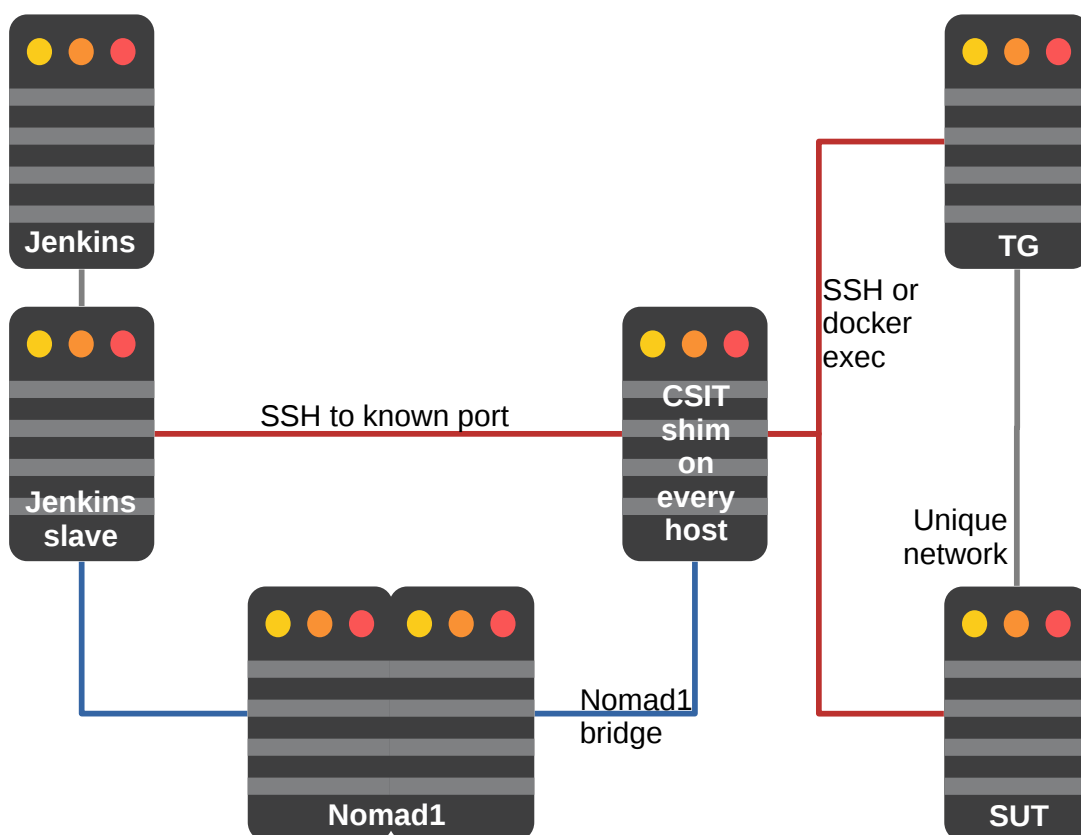 Jenkins
TG
SSH or
docker
exec
CSIT
shim
on
every
host
SSH to known port
Jenkins
slave
Unique
network
Nomad1
bridge
Nomad1
SUT